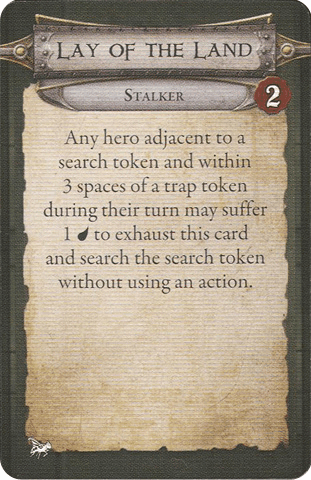 Lay of the Land
Stalker
2
Any hero adjacent to a
search token and within
3 spaces of a trap token
during their turn may suffer
1 to exhaust this card
and search the search token
without using an action.